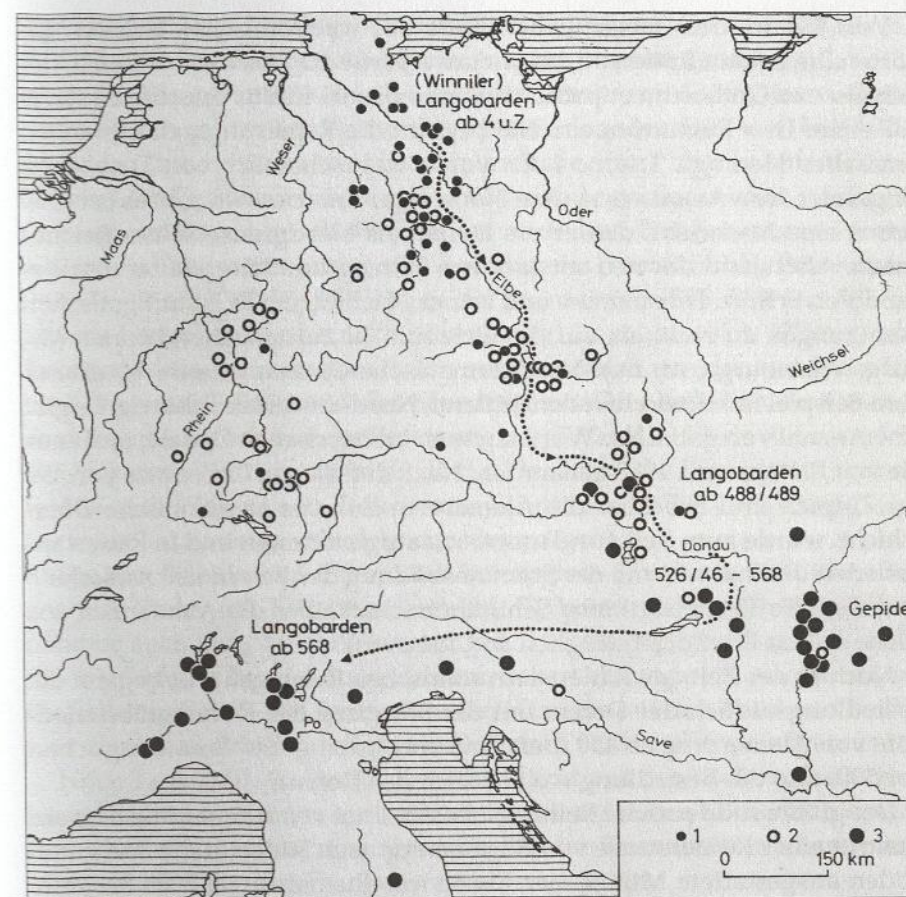 (Winniler)
Langobarden
ab 4 u.Z.
Weser
Maas
Oder
Elbe
Weichsel
Rhein
Langobarden
ab 488/489
Donau
526/46 – 568
Gepide
Langobarden
ab 568
Po
Save
1 2 3
0 150 km